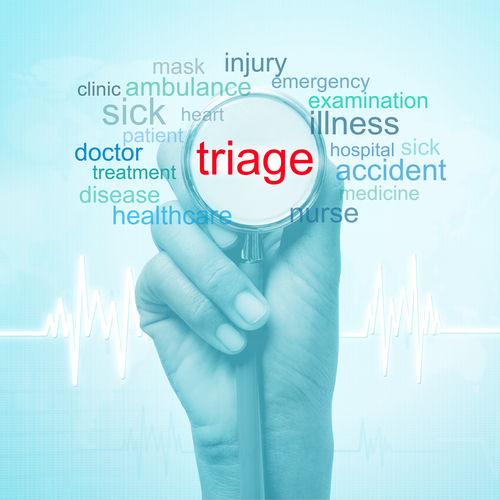 mask injury
clinic ambulance emergency
sick heart examination
patient illness
doctor triage hospital sick
treatment accident
disease medicine
healthcare nurse